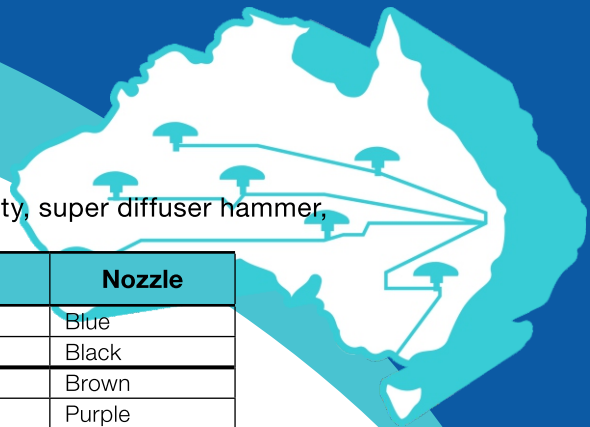 ty, super diffuser hammer,
Nozzle
Blue
Black
Brown
Purple